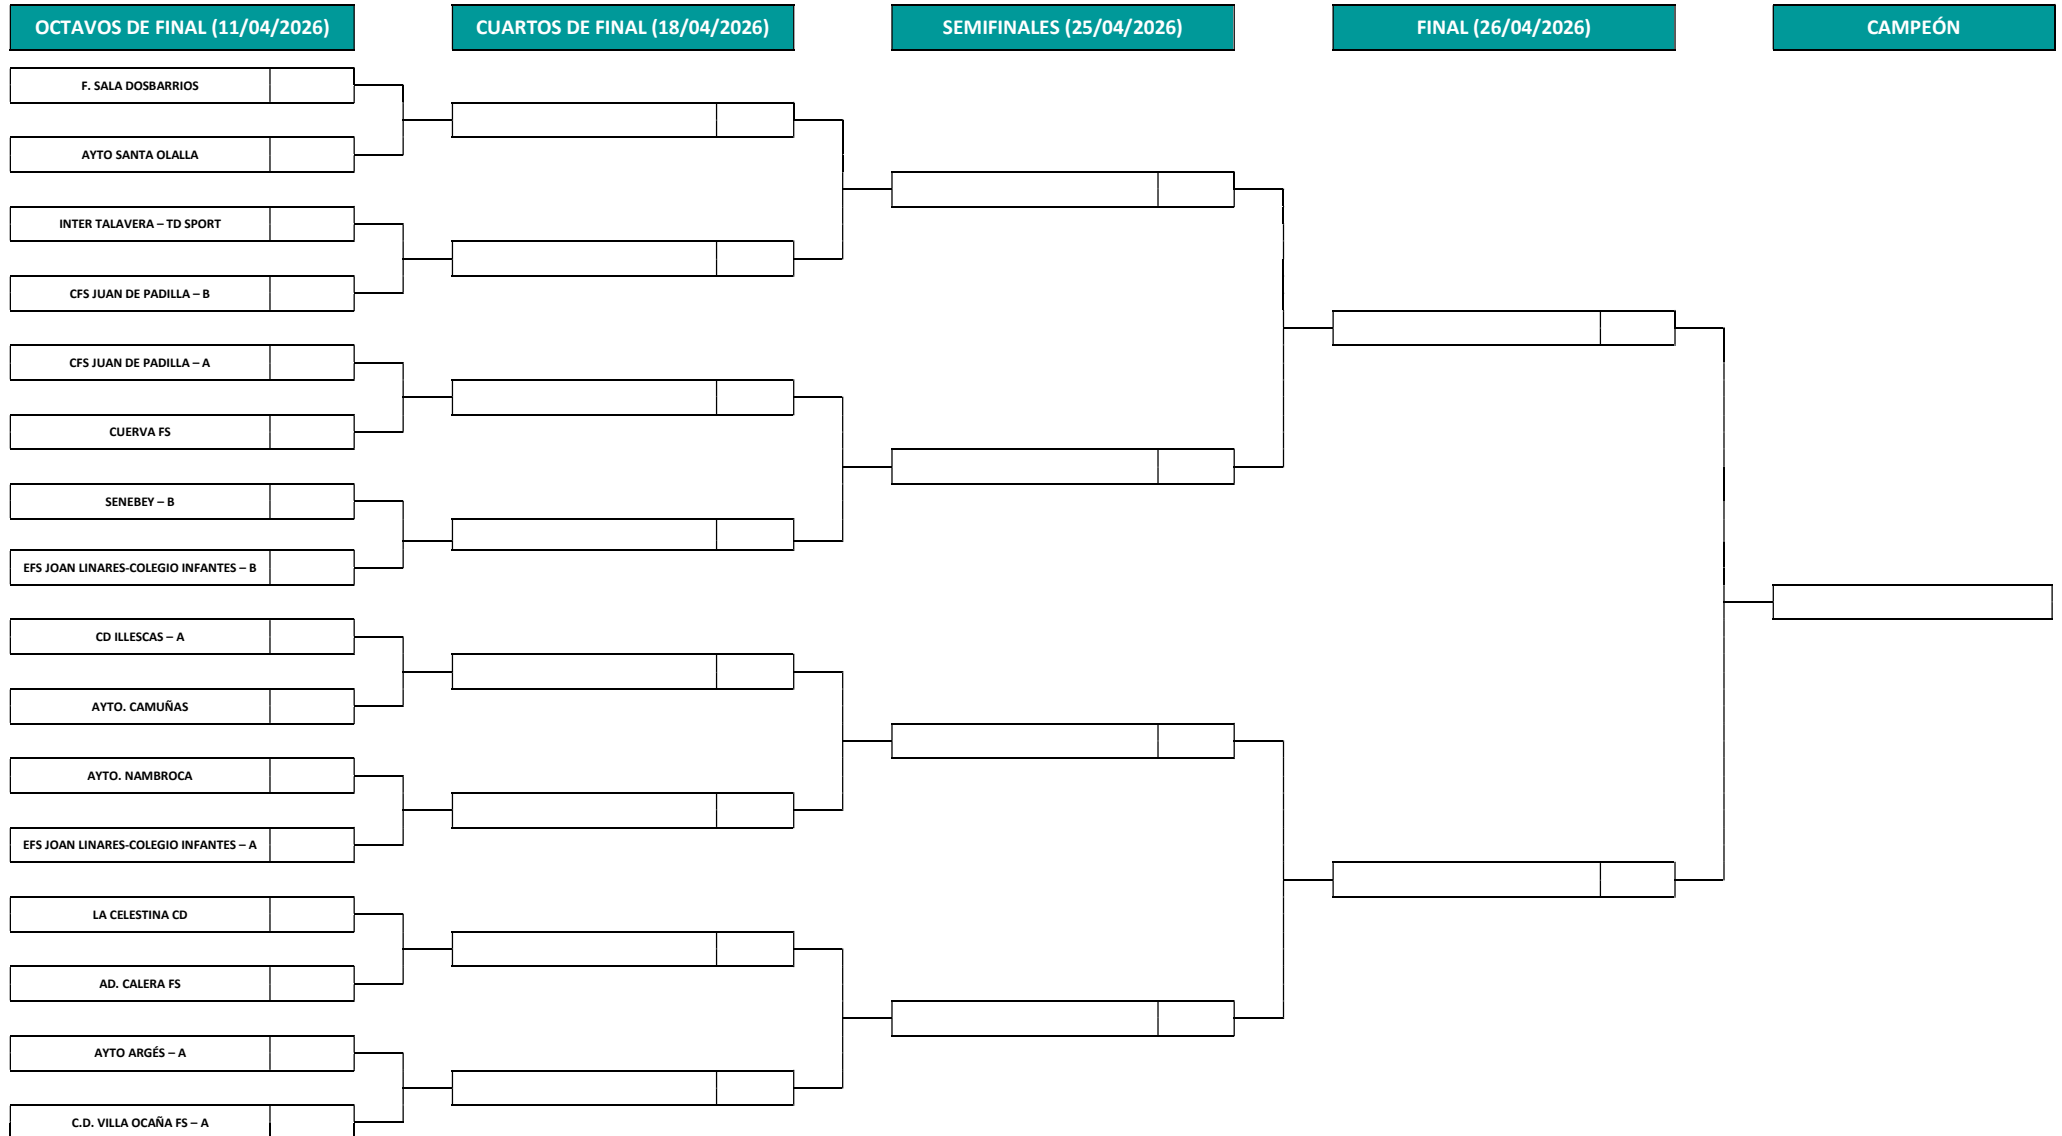 OCTAVOS DE FINAL (11/04/2026)
CUARTOS DE FINAL (18/04/2026)
SEMIFINALES (25/04/2026)
FINAL (26/04/2026)
CAMPEÓN
F. SALA DOSBARRIOS
AYTO SANTA OLALLA
INTER TALAVERA – TD SPORT
CFS JUAN DE PADILLA – B
CFS JUAN DE PADILLA – A
CUERVA FS
SENEBEY – B
EFS JOAN LINARES-COLEGIO INFANTES – B
CD ILLESCAS – A
AYTO. CAMUÑAS
AYTO. NAMBROCA
EFS JOAN LINARES-COLEGIO INFANTES – A
LA CELESTINA CD
AD. CALERA FS
AYTO ARGÉS – A
C.D. VILLA OCAÑA FS – A